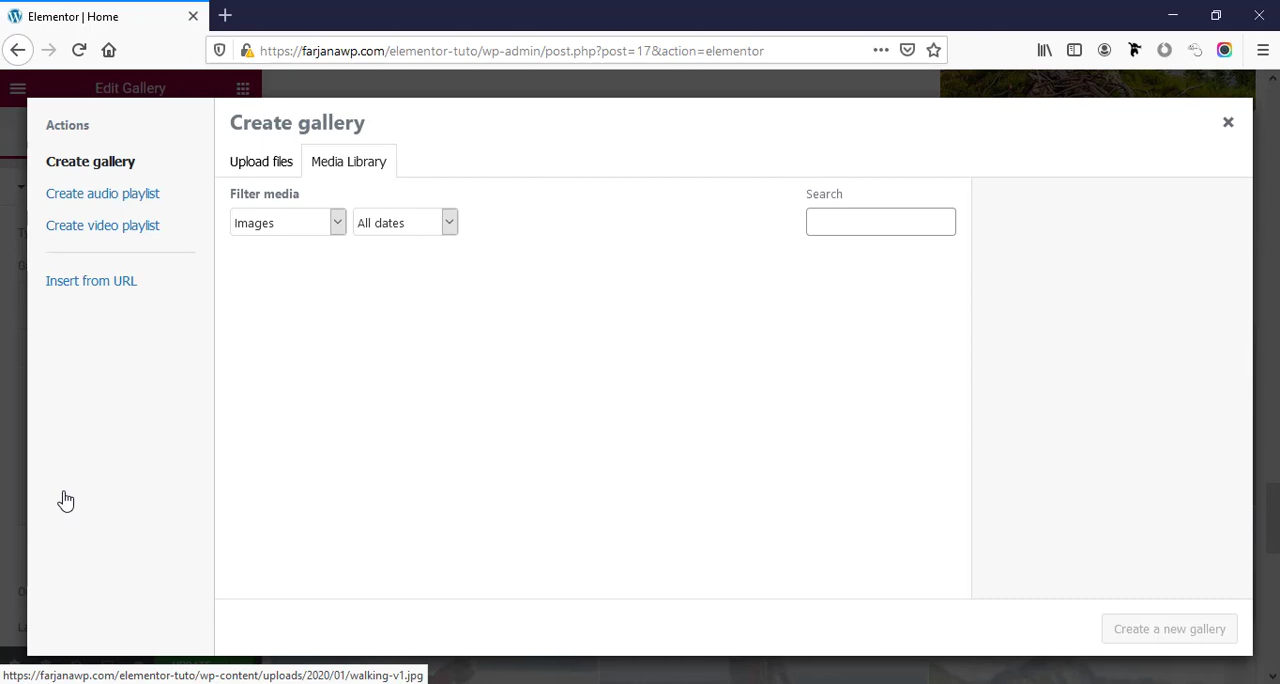 Elementor | Home
https://farjanawp.com/elementor-tuto/wp-admin/post.php?post=17&action=elementor
Edit Gallery
Actions
Create gallery
Create audio playlist
Create video playlist
Insert from URL
Create gallery
Upload files
Media Library
Filter media
Images
All dates
Search
Create a new gallery
https://farjanawp.com/elementor-tuto/wp-content/uploads/2020/01/walking-v1.jpg